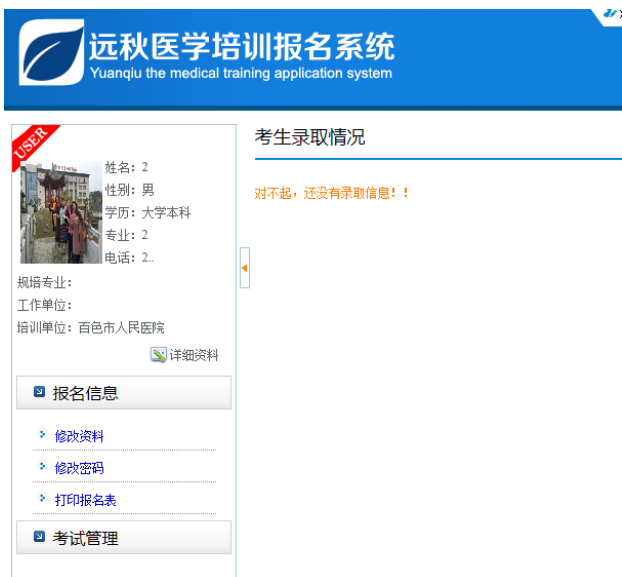 远秋医学培训报名系统
Yuanqiu the medical training application system
USER
姓名：2
性别：男
学历：大学本科
专业：2
电话：2..
规培专业：
工作单位：
培训单位：百色市人民医院
详细资料
报名信息
修改资料
修改密码
打印报名表
考试管理
考生录取情况
对不起，还没有录取信息！！